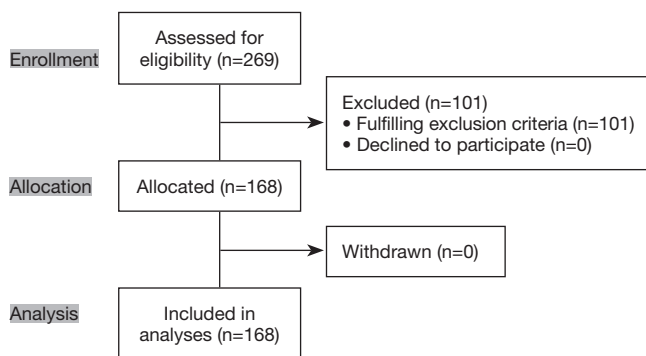 Enrollment
Assessed for
eligibility (n=269)
Excluded (n=101)
• Fulfilling exclusion criteria (n=101)
• Declined to participate (n=0)
Allocation
Allocated (n=168)
Withdrawn (n=0)
Analysis
Included in
analyses (n=168)